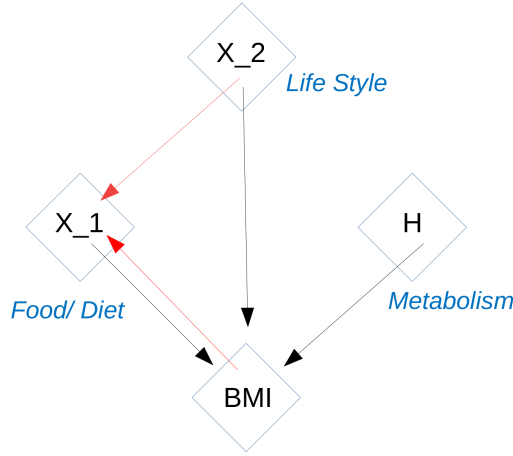 X_2
Life Style
X_1
H
Food/ Diet
Metabolism
BMI